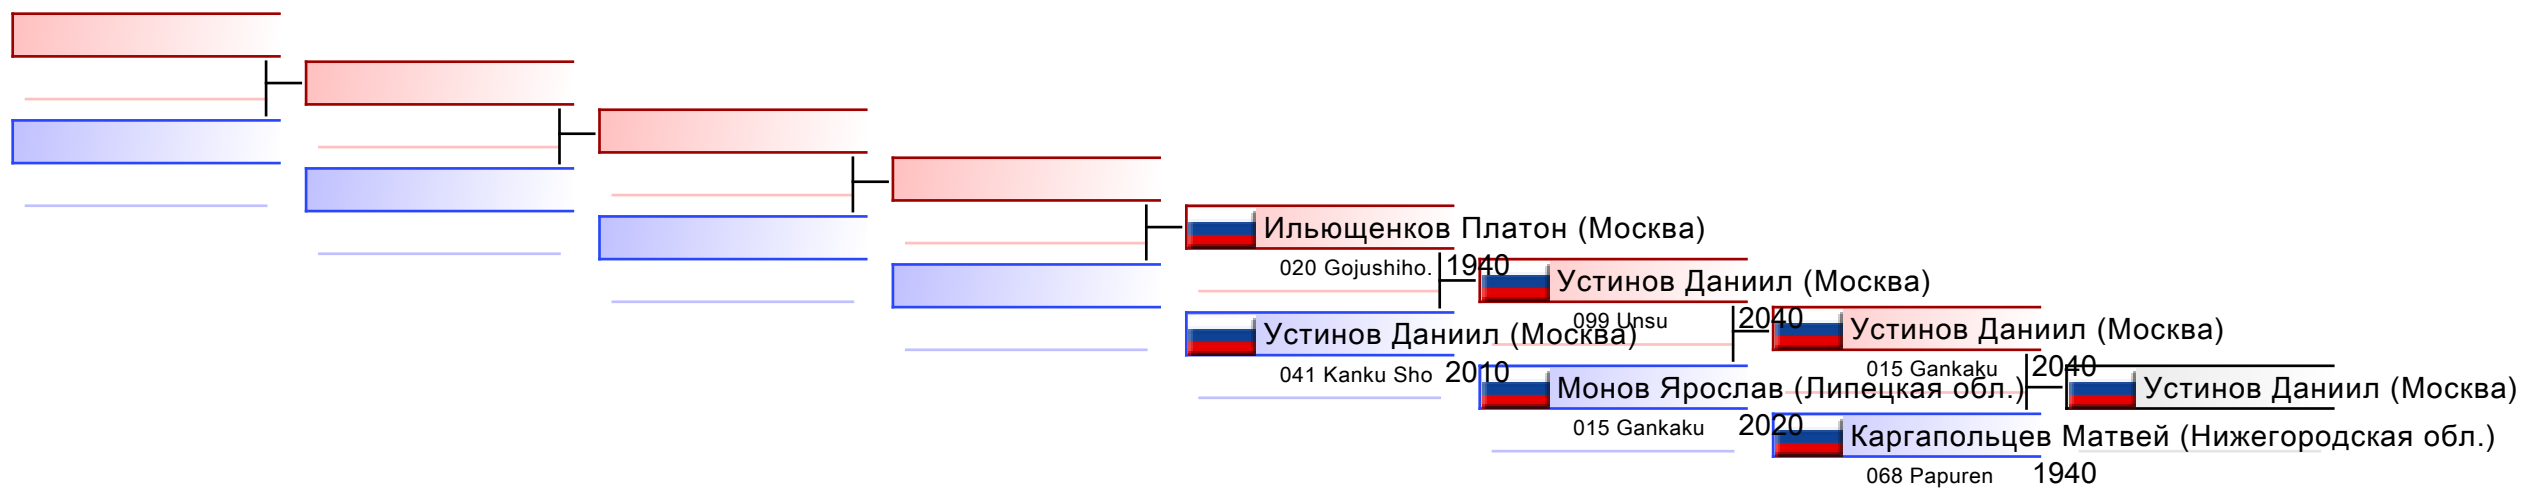 Ильющенков Платон (Москва)
020 Gojushiho. 1940
Устинов Даниил (Москва)
041 Kanku Sho 2010
Устинов Даниил (Москва)
099 Unsu 2040
Монов Ярослав (Липецкая обл.)
015 Gankaku 2020
Устинов Даниил (Москва)
015 Gankaku 2040
Каргапольцев Матвей (Нижегородская обл.)
068 Papuren 1940
Устинов Даниил (Москва)